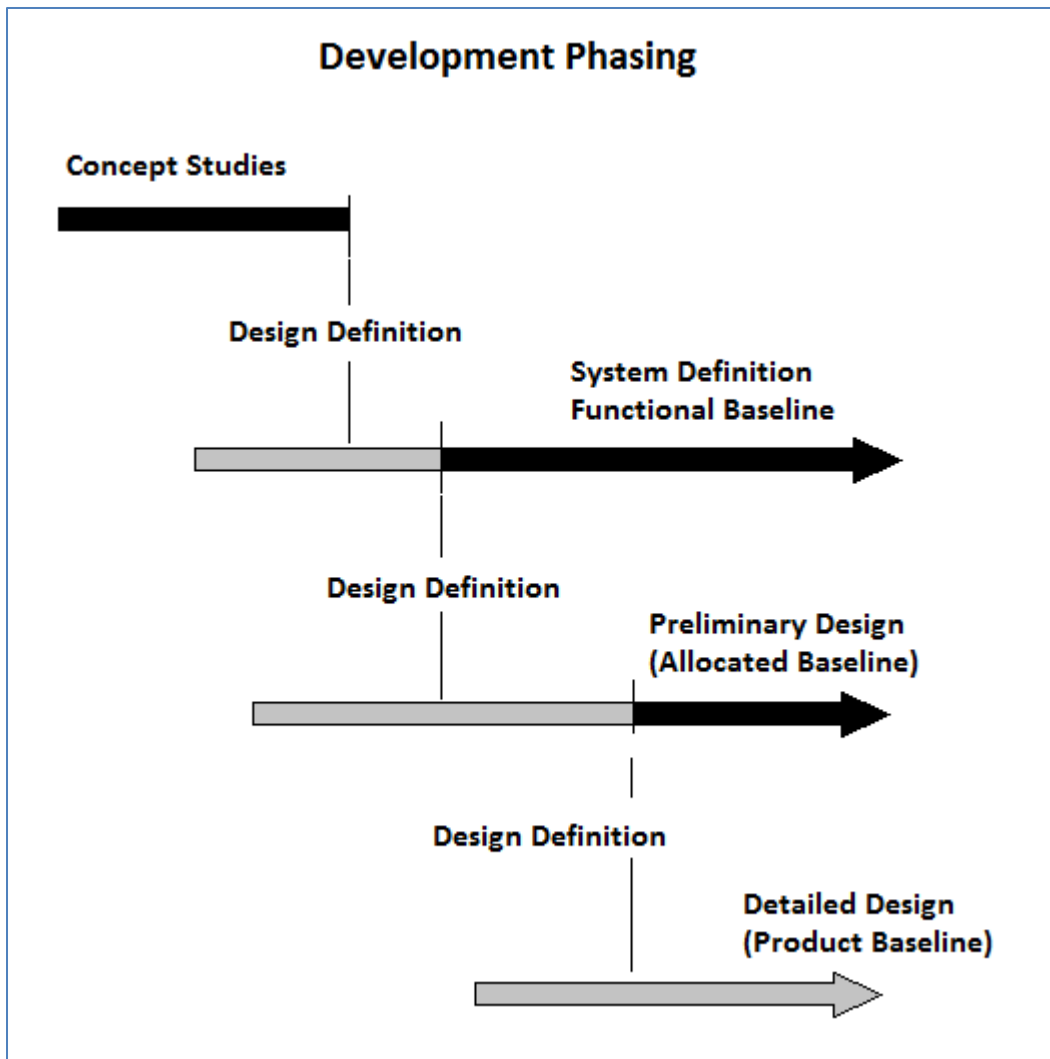 Development Phasing
Concept Studies
Design Definition
System Definition
Functional Baseline
Design Definition
Preliminary Design
(Allocated Baseline)
Design Definition
Detailed Design
(Product Baseline)